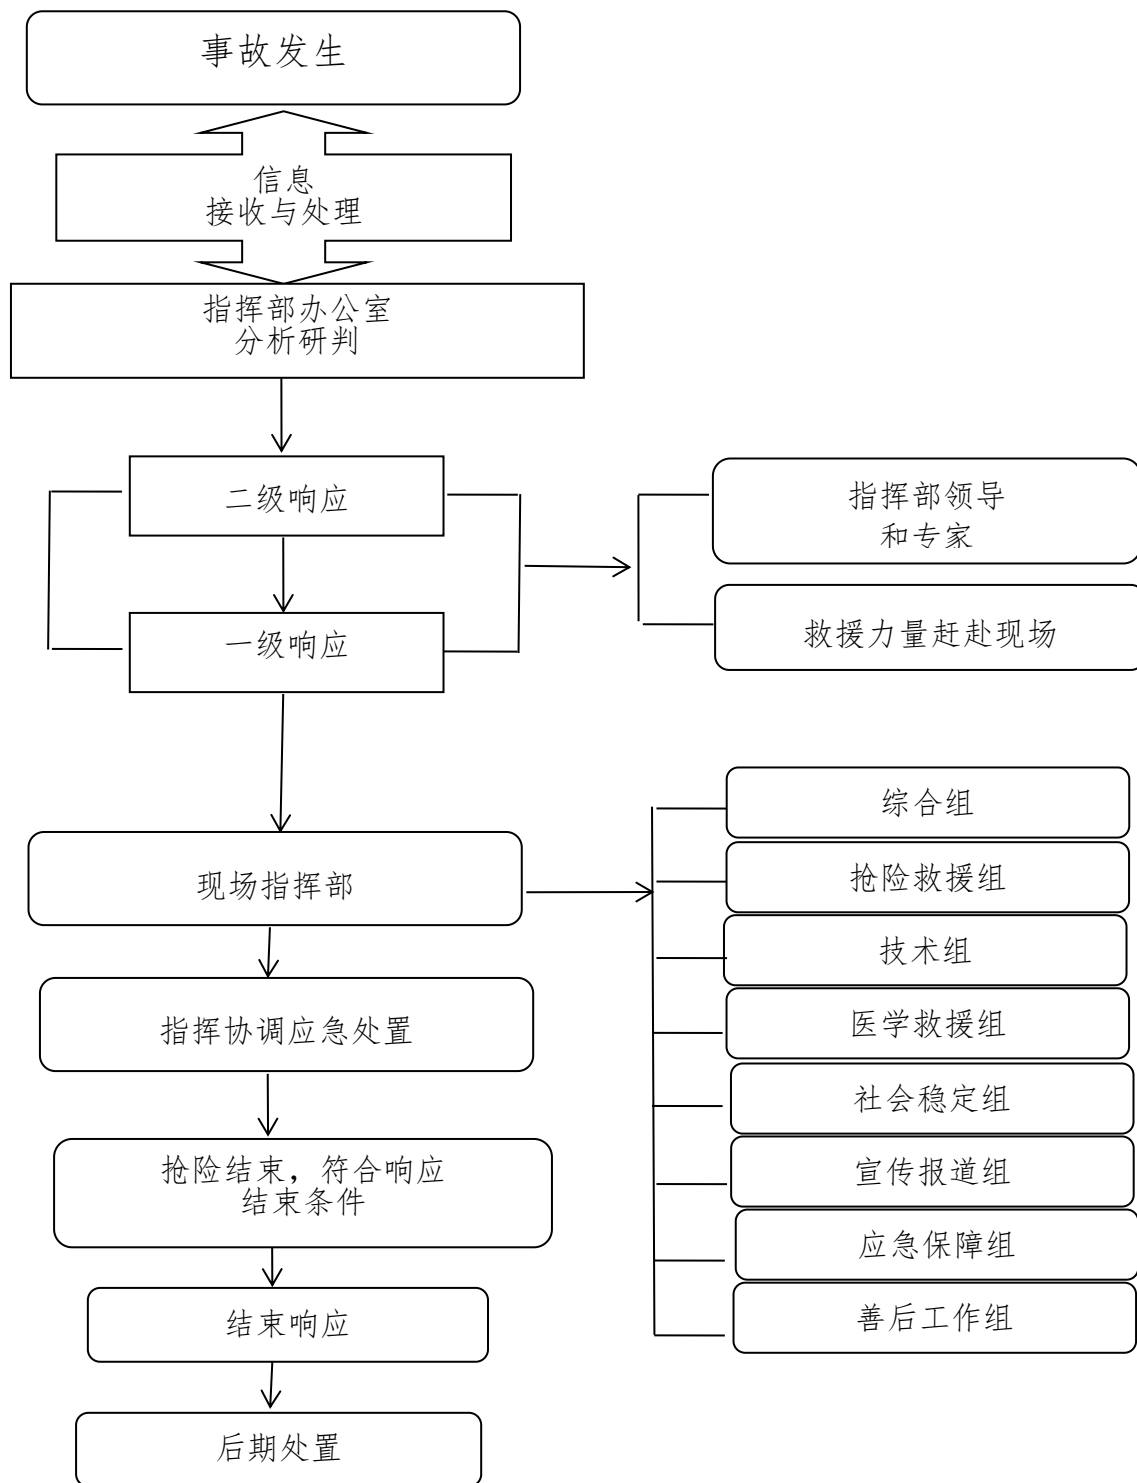 事故发生
信息
接收与处理
指挥部办公室
分析研判
二级响应
指挥部领导
和专家
一级响应
救援力量赶赴现场
综合组
现场指挥部
抢险救援组
技术组
指挥协调应急处置
医学救援组
社会稳定组
抢险结束，符合响应
结束条件
宣传报道组
应急保障组
结束响应
善后工作组
后期处置